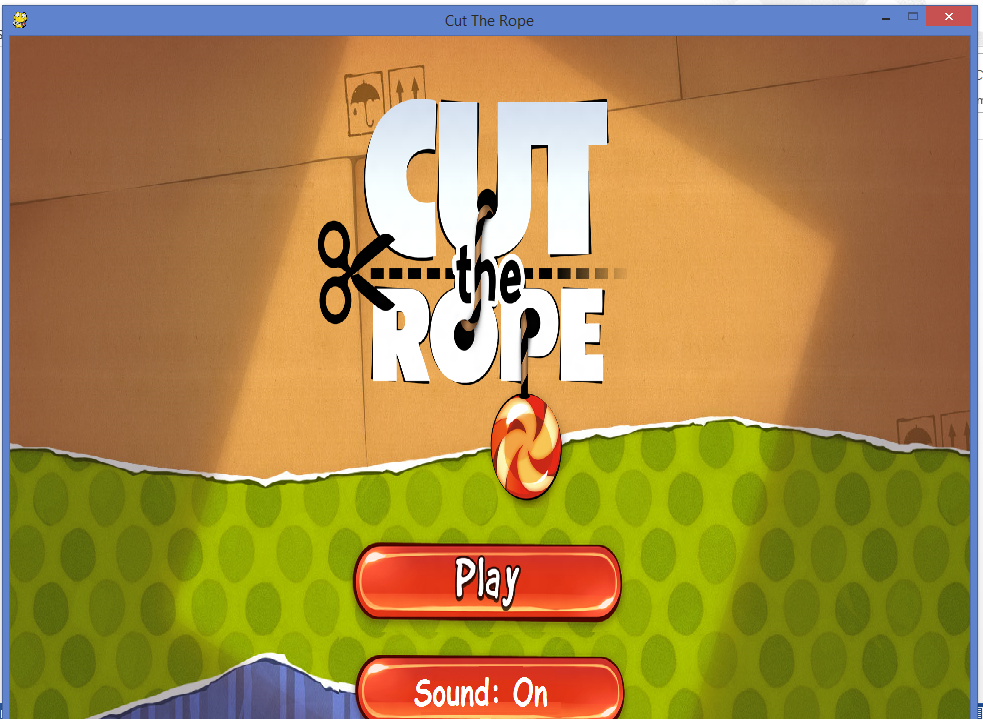 Cut The Rope
CUT
the
ROPE
Play
Sound: On